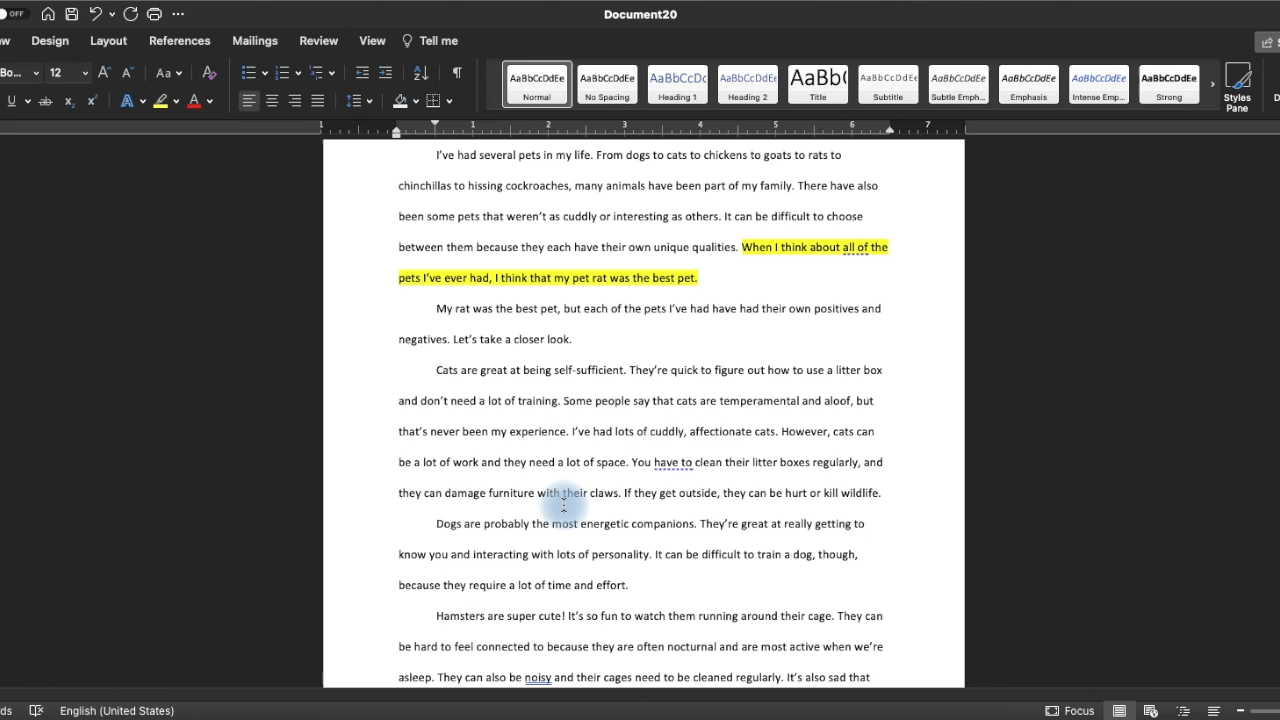 OFF
Document20
Design Layout References Mailings Review View Tell me
12 Aa
AaBbCcDdEe AaBbCcDdEe AaBbCcDc AaBbCcDdEe AaBb( AaBbCcDdEe AaBbCcDdEe AaBbCcDdEe AaBbCcDdEe AaBbCcDdEe
Normal No Spacing Heading 1 Heading 2 Title Subtitle Subtle Emph... Emphasis Intense Emp... Strong
Styles
Pane
1 1 2 3 4 5 6 7
I've had several pets in my life. From dogs to cats to chickens to goats to rats to
chinchillas to hissing cockroaches, many animals have been part of my family. There have also
been some pets that weren't as cuddly or interesting as others. It can be difficult to choose
between them because they each have their own unique qualities. When I think about all of the
pets I've ever had, I think that my pet rat was the best pet.
My rat was the best pet, but each of the pets I've had have had their own positives and
negatives. Let's take a closer look.
Cats are great at being self-sufficient. They're quick to figure out how to use a litter box
and don't need a lot of training. Some people say that cats are temperamental and aloof, but
that's never been my experience. I've had lots of cuddly, affectionate cats. However, cats can
be a lot of work and they need a lot of space. You have to clean their litter boxes regularly, and
they can damage furniture with their claws. If they get outside, they can be hurt or kill wildlife.
Dogs are probably the most energetic companions. They're great at really getting to
know you and interacting with lots of personality. It can be difficult to train a dog, though,
because they require a lot of time and effort.
Hamsters are super cute! It's so fun to watch them running around their cage. They can
be hard to feel connected to because they are often nocturnal and are most active when we're
asleep. They can also be noisy and their cages need to be cleaned regularly. It's also sad that
English (United States) Focus